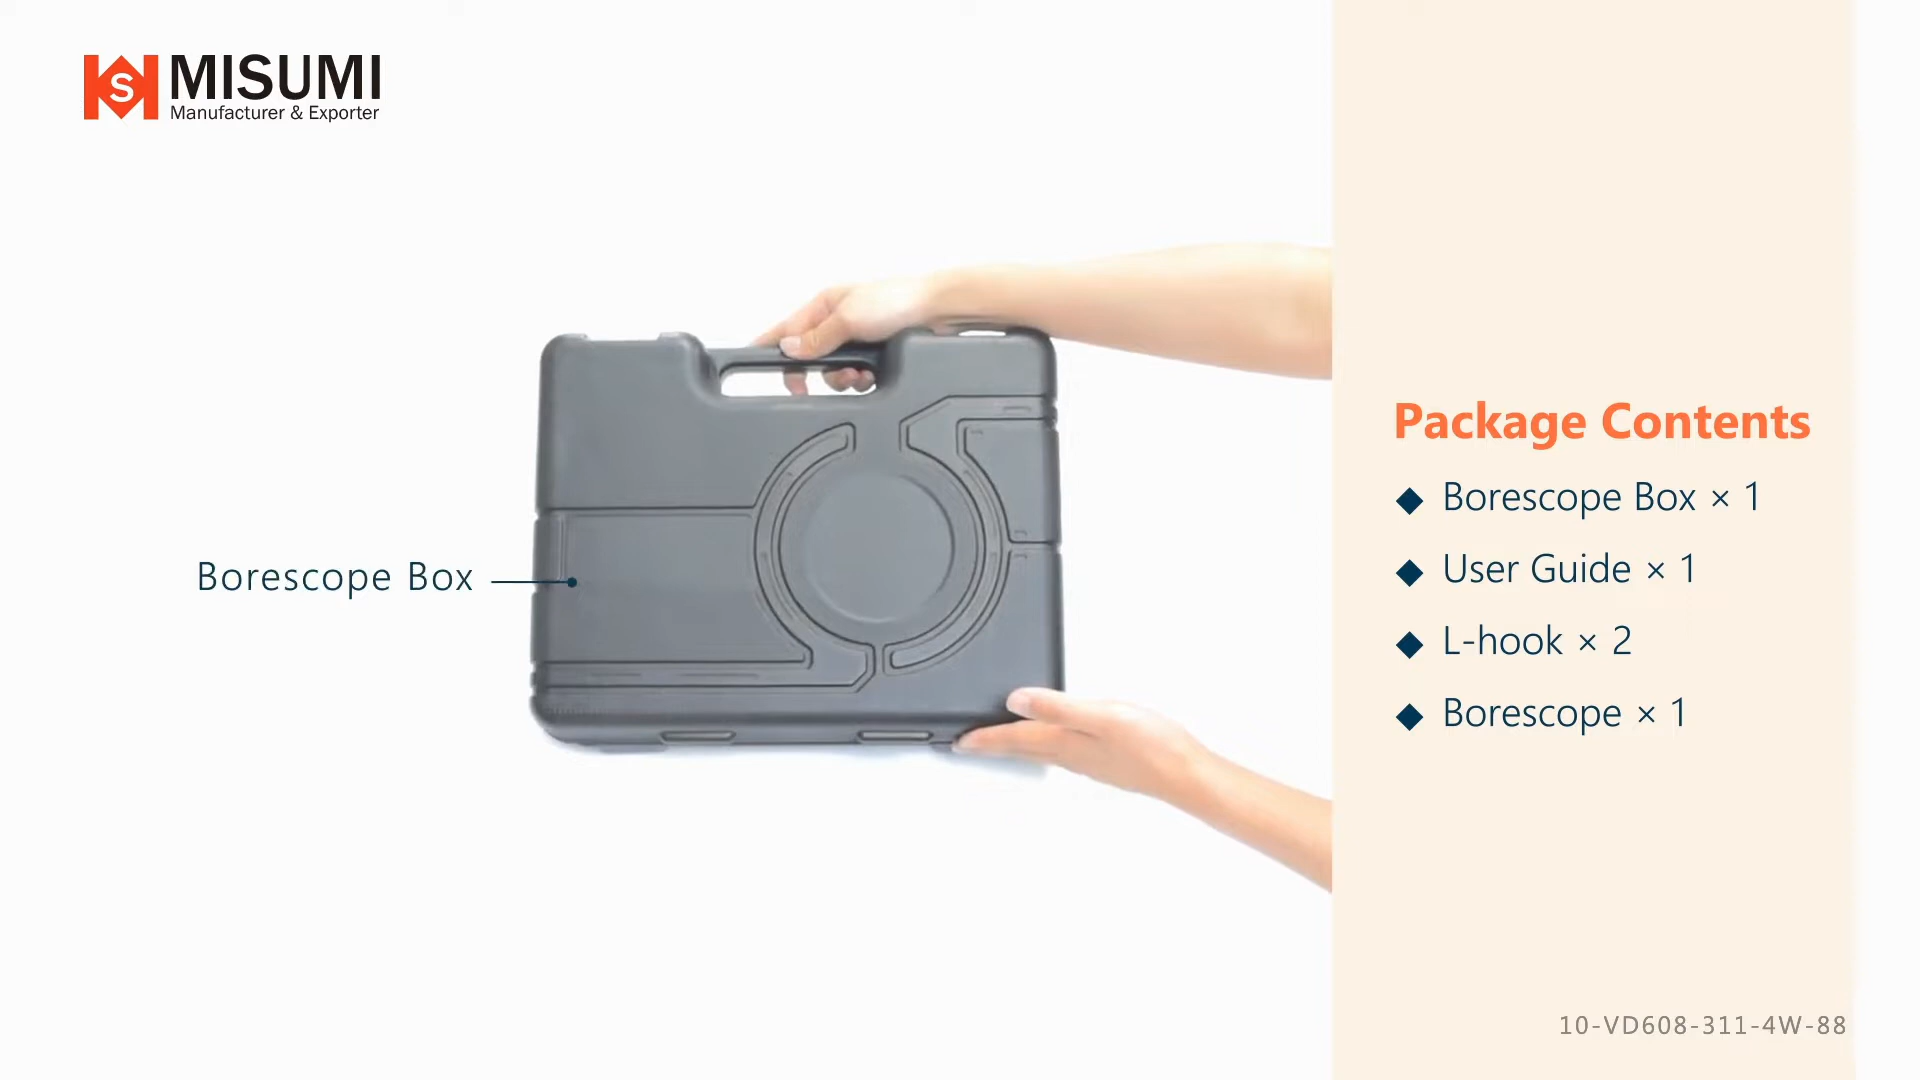 S MISUMI
Manufacturer & Exporter
Borescope Box
Package Contents
◆ Borescope Box × 1
◆ User Guide × 1
◆ L-hook × 2
◆ Borescope × 1
10-VD608-311-4W-88